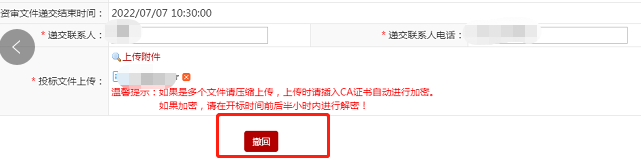 资审文件递交结束时间： 2022/07/07 10:30:00
* 递交联系人： * 递交联系人电话：
上传附件
* 投标文件上传： r
温馨提示：如果是多个文件请压缩上传，上传时请插入CA证书自动进行加密。
如果加密，请在开标时间前后半小时内进行解密！
撤回